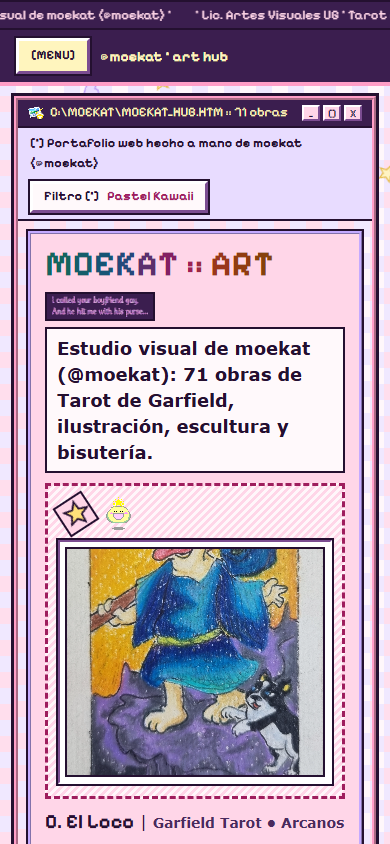 sual de moekat (@moekat) * * Lic. Artes Visuales UG * Tarot
[MENU] @moekat * art hub
O:\MOEKAT\MOEKAT_HUB.HTM :: 71 obras - O X
[*] Portafolio web hecho a mano de moekat
(@moekat)
Filtro [*] Pastel Kawaii
MOEKAT :: ART
I called your boyfriend gay,
And he hit me with his purse...
Estudio visual de moekat
(@moekat): 71 obras de
Tarot de Garfield,
ilustración, escultura y
bisutería.
0. El Loco | Garfield Tarot • Arcanos